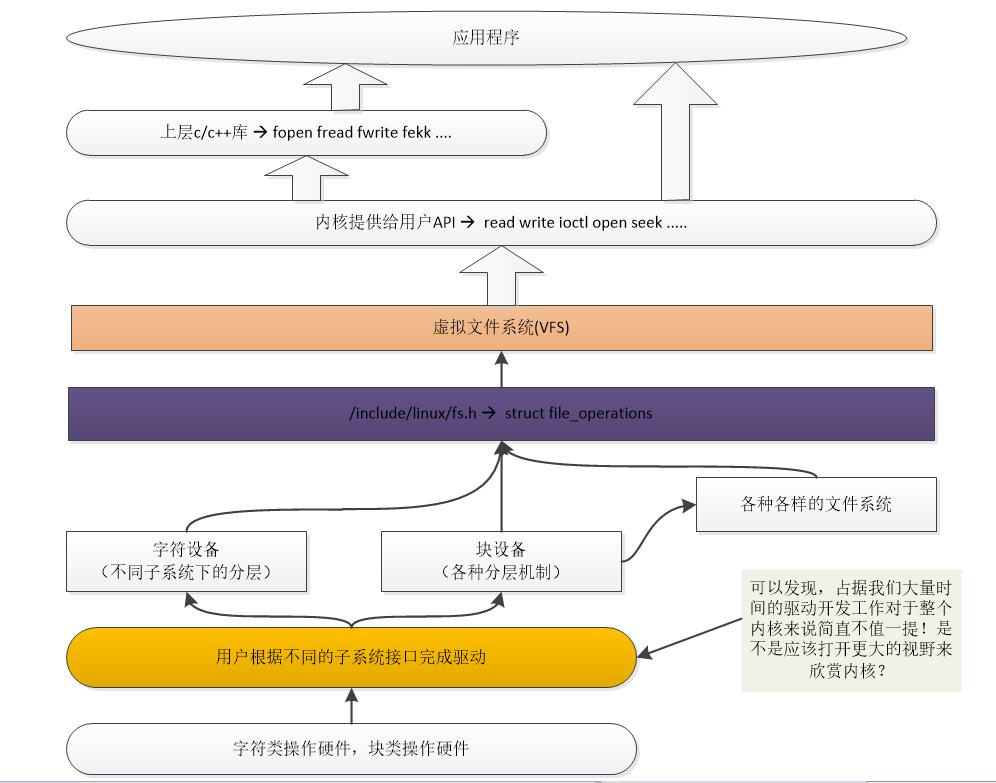 应用程序
上层c/c++库 → fopen fread fwrite fekk ....
内核提供给用户API → read write ioctl open seek .....
虚拟文件系统(VFS)
/include/linux/fs.h → struct file_operations
各种各样的文件系统
字符设备
（不同子系统下的分层）
块设备
（各种分层机制）
可以发现，占据我们大量时
间的驱动开发工作对于整个
内核来说简直不值一提！是
不是应该打开更大的视野来
欣赏内核？
用户根据不同的子系统接口完成驱动
字符类操作硬件，块类操作硬件